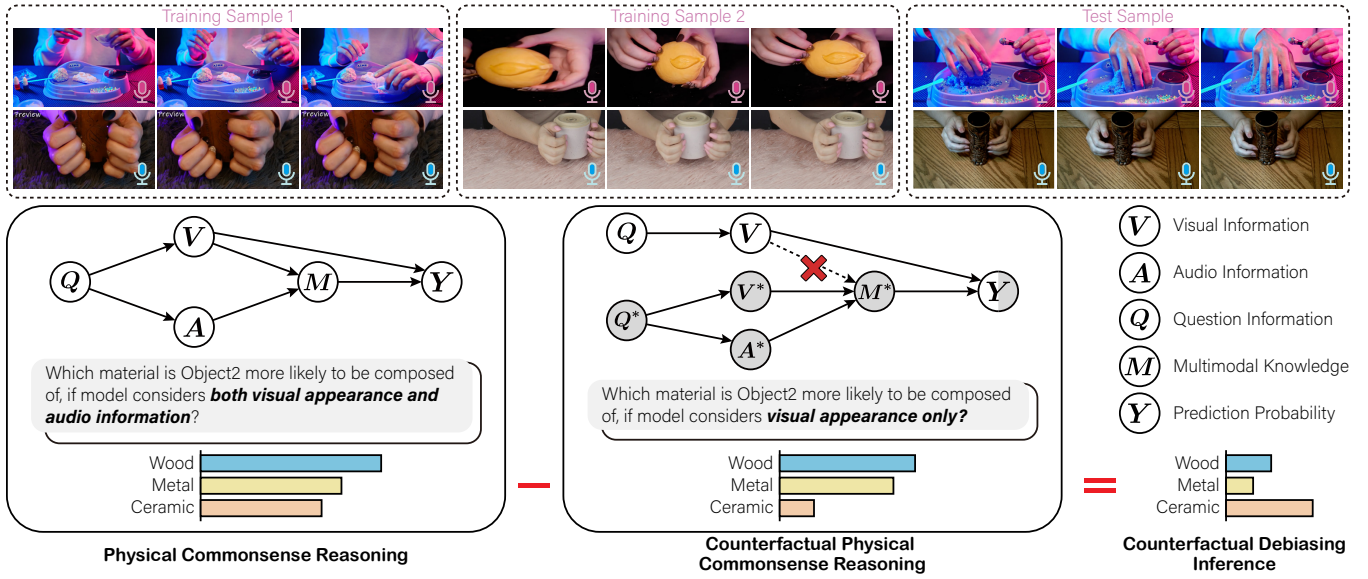 Training Sample 1
Training Sample 2
Test Sample
Preview
Preview
Preview
Q
V
A
M
Y
Which material is Object2 more likely to be composed
of, if model considers both visual appearance and
audio information?
Wood
Metal
Ceramic
Physical Commonsense Reasoning
Q
V
Q*
V*
A*
M*
Y
Which material is Object2 more likely to be composed
of, if model considers visual appearance only?
Wood
Metal
Ceramic
Counterfactual Physical
Commonsense Reasoning
V Visual Information
A Audio Information
Q Question Information
M Multimodal Knowledge
Y Prediction Probability
Wood
Metal
Ceramic
Counterfactual Debiasing
Inference